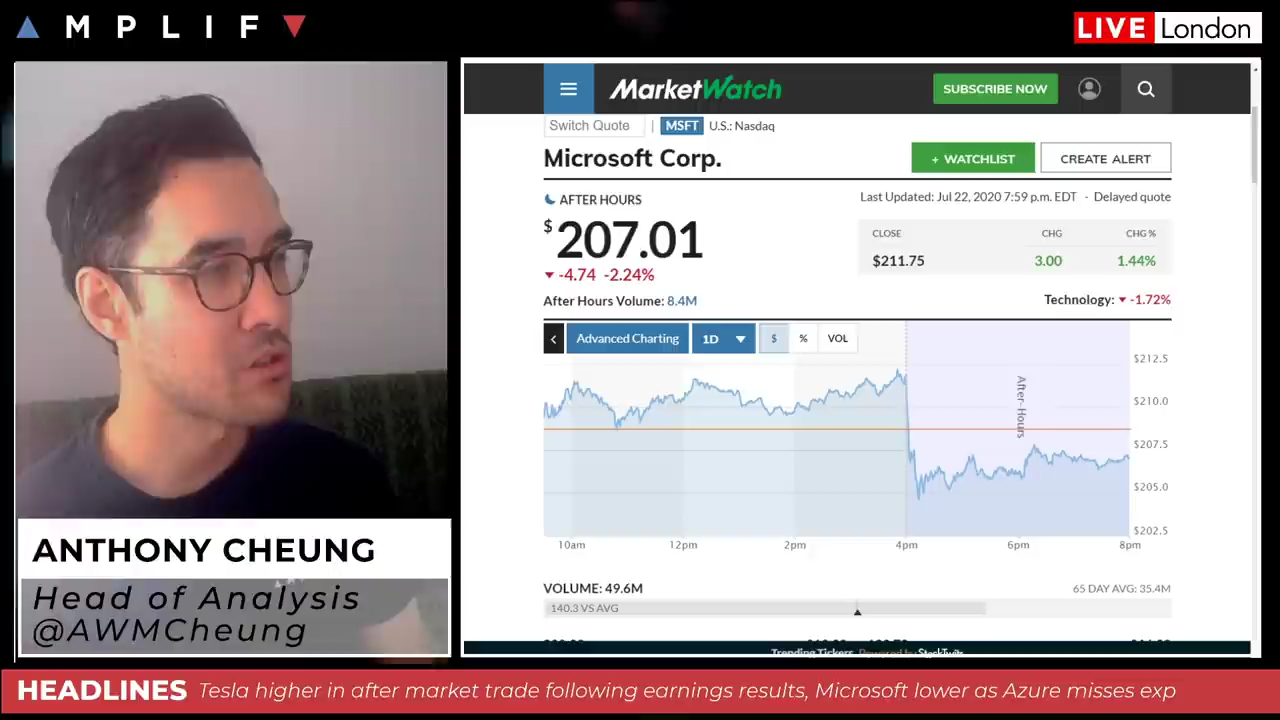 AMPLIFY
LIVE London
MarketWatch
SUBSCRIBE NOW
Switch Quote | MSFT U.S.: Nasdaq
Microsoft Corp.
+ WATCHLIST
CREATE ALERT
AFTER HOURS
Last Updated: Jul 22, 2020 7:59 p.m. EDT · Delayed quote
$207.01
-4.74 -2.24%
CLOSE CHG CHG %
$211.75 3.00 1.44%
After Hours Volume: 8.4M
Technology: -1.72%
Advanced Charting 1D $ % VOL
$212.5
$210.0
$207.5
$205.0
$202.5
After-Hours
10am 12pm 2pm 4pm 6pm 8pm
VOLUME: 49.6M
65 DAY AVG: 35.4M
140.3 VS AVG
Trending Tickers Powered by StockTwits
ANTHONY CHEUNG
Head of Analysis
@AWMCheung
HEADLINES Tesla higher in after market trade following earnings results, Microsoft lower as Azure misses exp